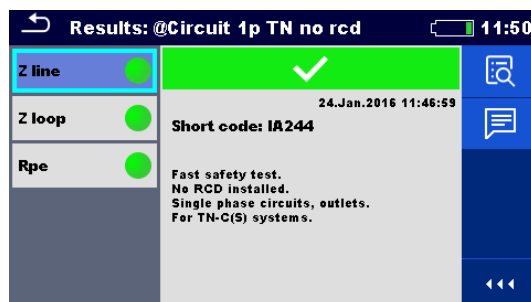 Results: @Circuit 1p TN no rcd
11:50
Z line
Z loop
Rpe
24.Jan.2016 11:46:59
Short code: IA244
Fast safety test.
No RCD installed.
Single phase circuits, outlets.
For TN-C(S) systems.